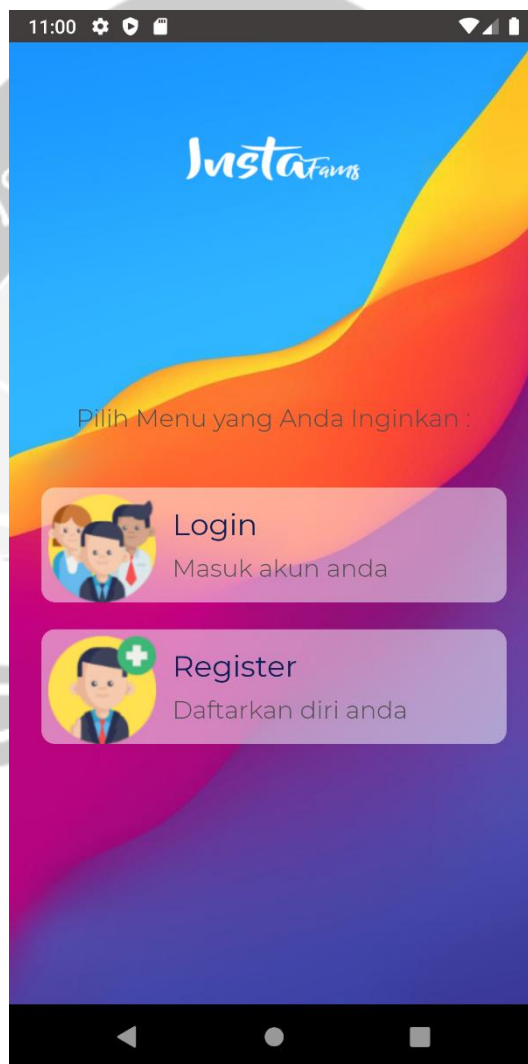 11:00
InstaFams
Pilih Menu yang Anda Inginkan :
Login
Masuk akun anda
Register
Daftarkan diri anda